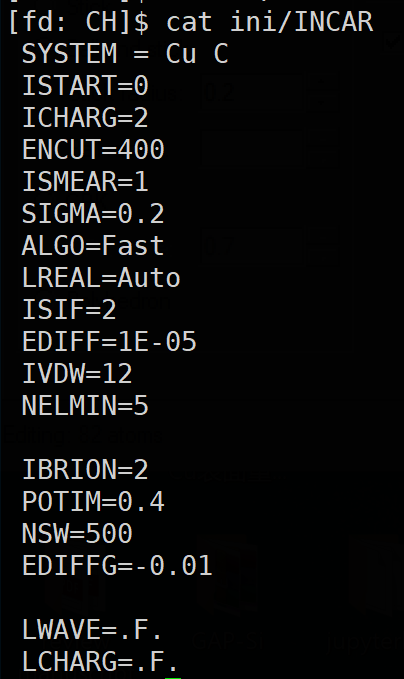 [fd: CH]$ cat ini/INCAR
SYSTEM = Cu C
ISTART=0
ICHARG=2
ENCUT=400
ISMEAR=1
SIGMA=0.2
ALGO=Fast
LREAL=Auto
ISIF=2
EDIFF=1E-05
IVDW=12
NELMIN=5
IBRION=2
POTIM=0.4
NSW=500
EDIFFG=-0.01
LWAVE=.F.
LCHARG=.F.